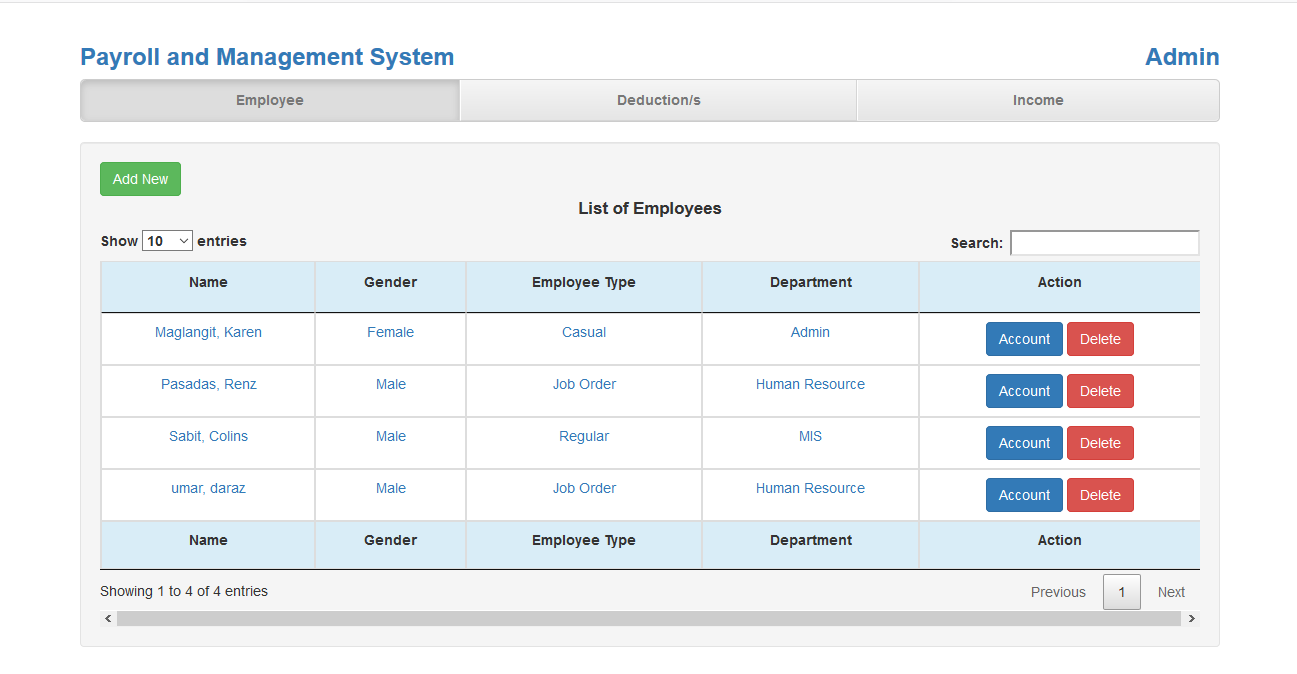 Payroll and Management System Admin
Employee Deduction/s Income
Add New
List of Employees
Show 10 entries Search:
Name Gender Employee Type Department Action
Maglangit, Karen Female Casual Admin Account Delete
Pasadas, Renz Male Job Order Human Resource Account Delete
Sabit, Colins Male Regular MIS Account Delete
umar, daraz Male Job Order Human Resource Account Delete
Name Gender Employee Type Department Action
Showing 1 to 4 of 4 entries Previous 1 Next